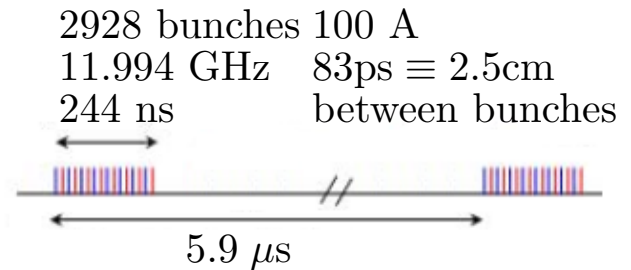 2928 bunches 100 A
11.994 GHz 83ps ≡ 2.5cm
244 ns between bunches
5.9 μs